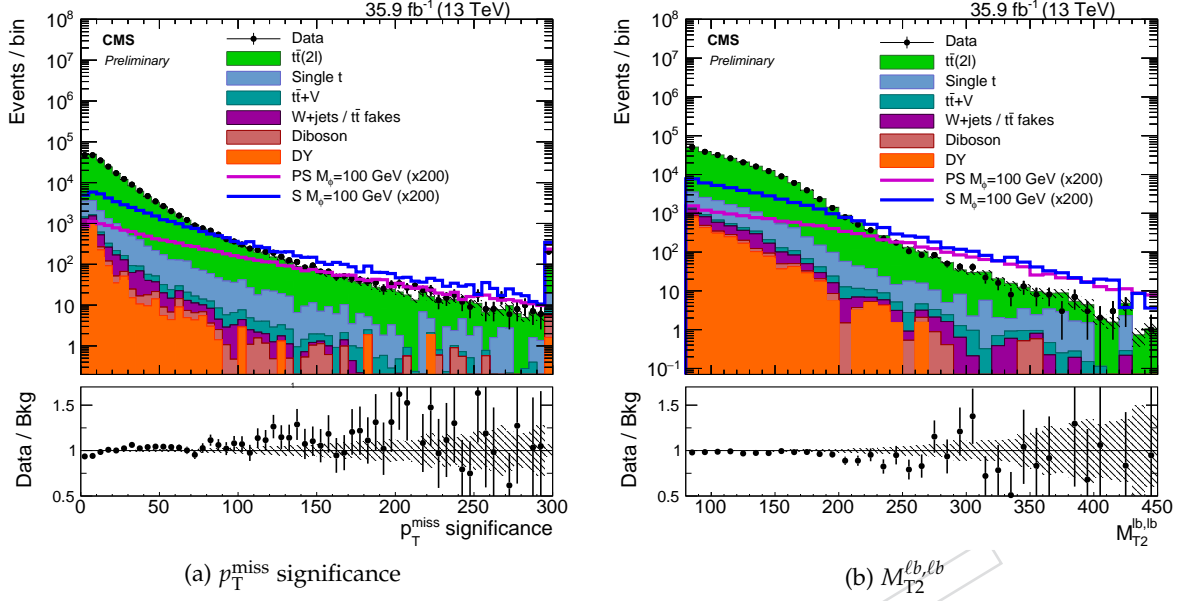 35.9 fb⁻¹ (13 TeV)
Events / bin
10⁸
10⁷
10⁶
10⁵
10⁴
10³
10²
10
1
CMS
Preliminary
Data
tt̄(2l)
Single t
tt̄+V
W+jets / tt̄ fakes
Diboson
DY
PS M_ϕ=100 GeV (x200)
S M_ϕ=100 GeV (x200)
Data / Bkg
1.5
1
0.5
0 50 100 150 200 250 300
p_T^miss significance
(a) p_T^miss significance
35.9 fb⁻¹ (13 TeV)
Events / bin
10⁸
10⁷
10⁶
10⁵
10⁴
10³
10²
10
1
10⁻¹
CMS
Preliminary
Data
tt̄(2l)
Single t
tt̄+V
W+jets / tt̄ fakes
Diboson
DY
PS M_ϕ=100 GeV (x200)
S M_ϕ=100 GeV (x200)
Data / Bkg
1.5
1
0.5
100 150 200 250 300 350 400 450
M_T2^lb,lb
(b) M_T2^ℓb,ℓb